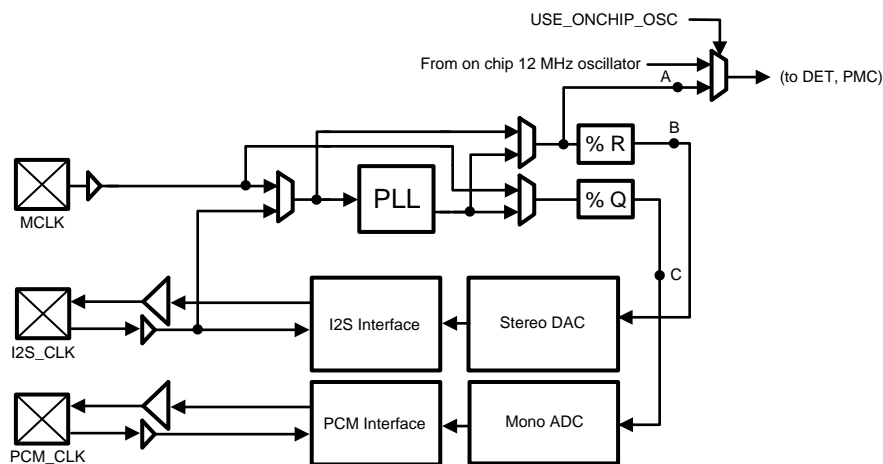 USE_ONCHIP_OSC
From on chip 12 MHz oscillator
A
(to DET, PMC)
% R
B
MCLK
PLL
% Q
C
I2S_CLK
I2S Interface
Stereo DAC
PCM_CLK
PCM Interface
Mono ADC